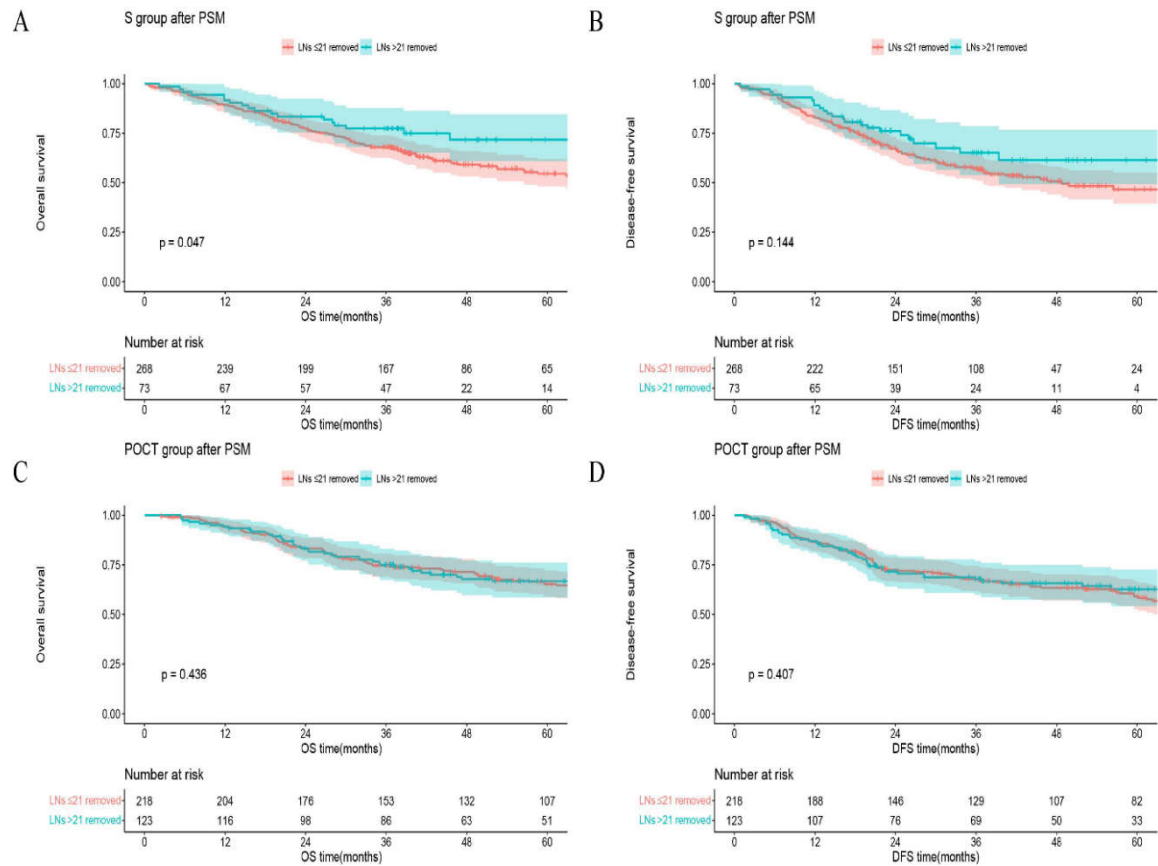 A
S group after PSM
LNs ≤21 removed LNs >21 removed
1.00
0.75
0.50
0.25
0.00
Overall survival
p = 0.047
0 12 24 36 48 60
OS time(months)
Number at risk
LNs ≤21 removed 268 239 199 167 86 65
LNs >21 removed 73 67 57 47 22 14
0 12 24 36 48 60
OS time(months)
B
S group after PSM
LNs ≤21 removed LNs >21 removed
1.00
0.75
0.50
0.25
0.00
Disease-free survival
p = 0.144
0 12 24 36 48 60
DFS time(months)
Number at risk
LNs ≤21 removed 268 222 151 108 47 24
LNs >21 removed 73 65 39 24 11 4
0 12 24 36 48 60
DFS time(months)
C
POCT group after PSM
LNs ≤21 removed LNs >21 removed
1.00
0.75
0.50
0.25
0.00
Overall survival
p = 0.436
0 12 24 36 48 60
OS time(months)
Number at risk
LNs ≤21 removed 218 204 176 153 132 107
LNs >21 removed 123 116 98 86 63 51
0 12 24 36 48 60
OS time(months)
D
POCT group after PSM
LNs ≤21 removed LNs >21 removed
1.00
0.75
0.50
0.25
0.00
Disease-free survival
p = 0.407
0 12 24 36 48 60
DFS time(months)
Number at risk
LNs ≤21 removed 218 188 146 129 107 82
LNs >21 removed 123 107 76 69 50 33
0 12 24 36 48 60
DFS time(months)